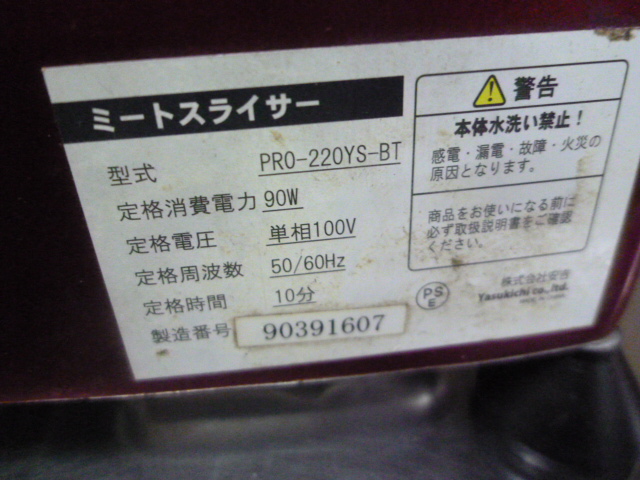 ミートスライサー
型式 PRO-220YS-BT
定格消費電力 90W
定格電圧 単相100V
定格周波数 50/60Hz
定格時間 10分
製造番号 90391607
警告
本体水洗い禁止！
感電・漏電・故障・火災の
原因となります。
商品をお使いになる前に
必ず取扱説明書をご確認
ください。
PS
E
株式会社安吉
Yasukichi co.,ltd.